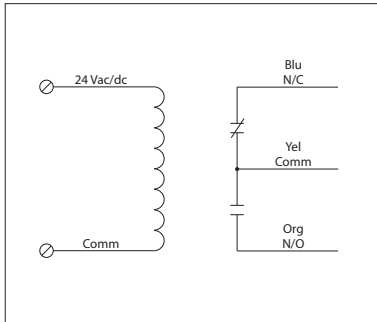 24 Vac/dc
Comm
Blu
N/C
Yel
Comm
Org
N/O